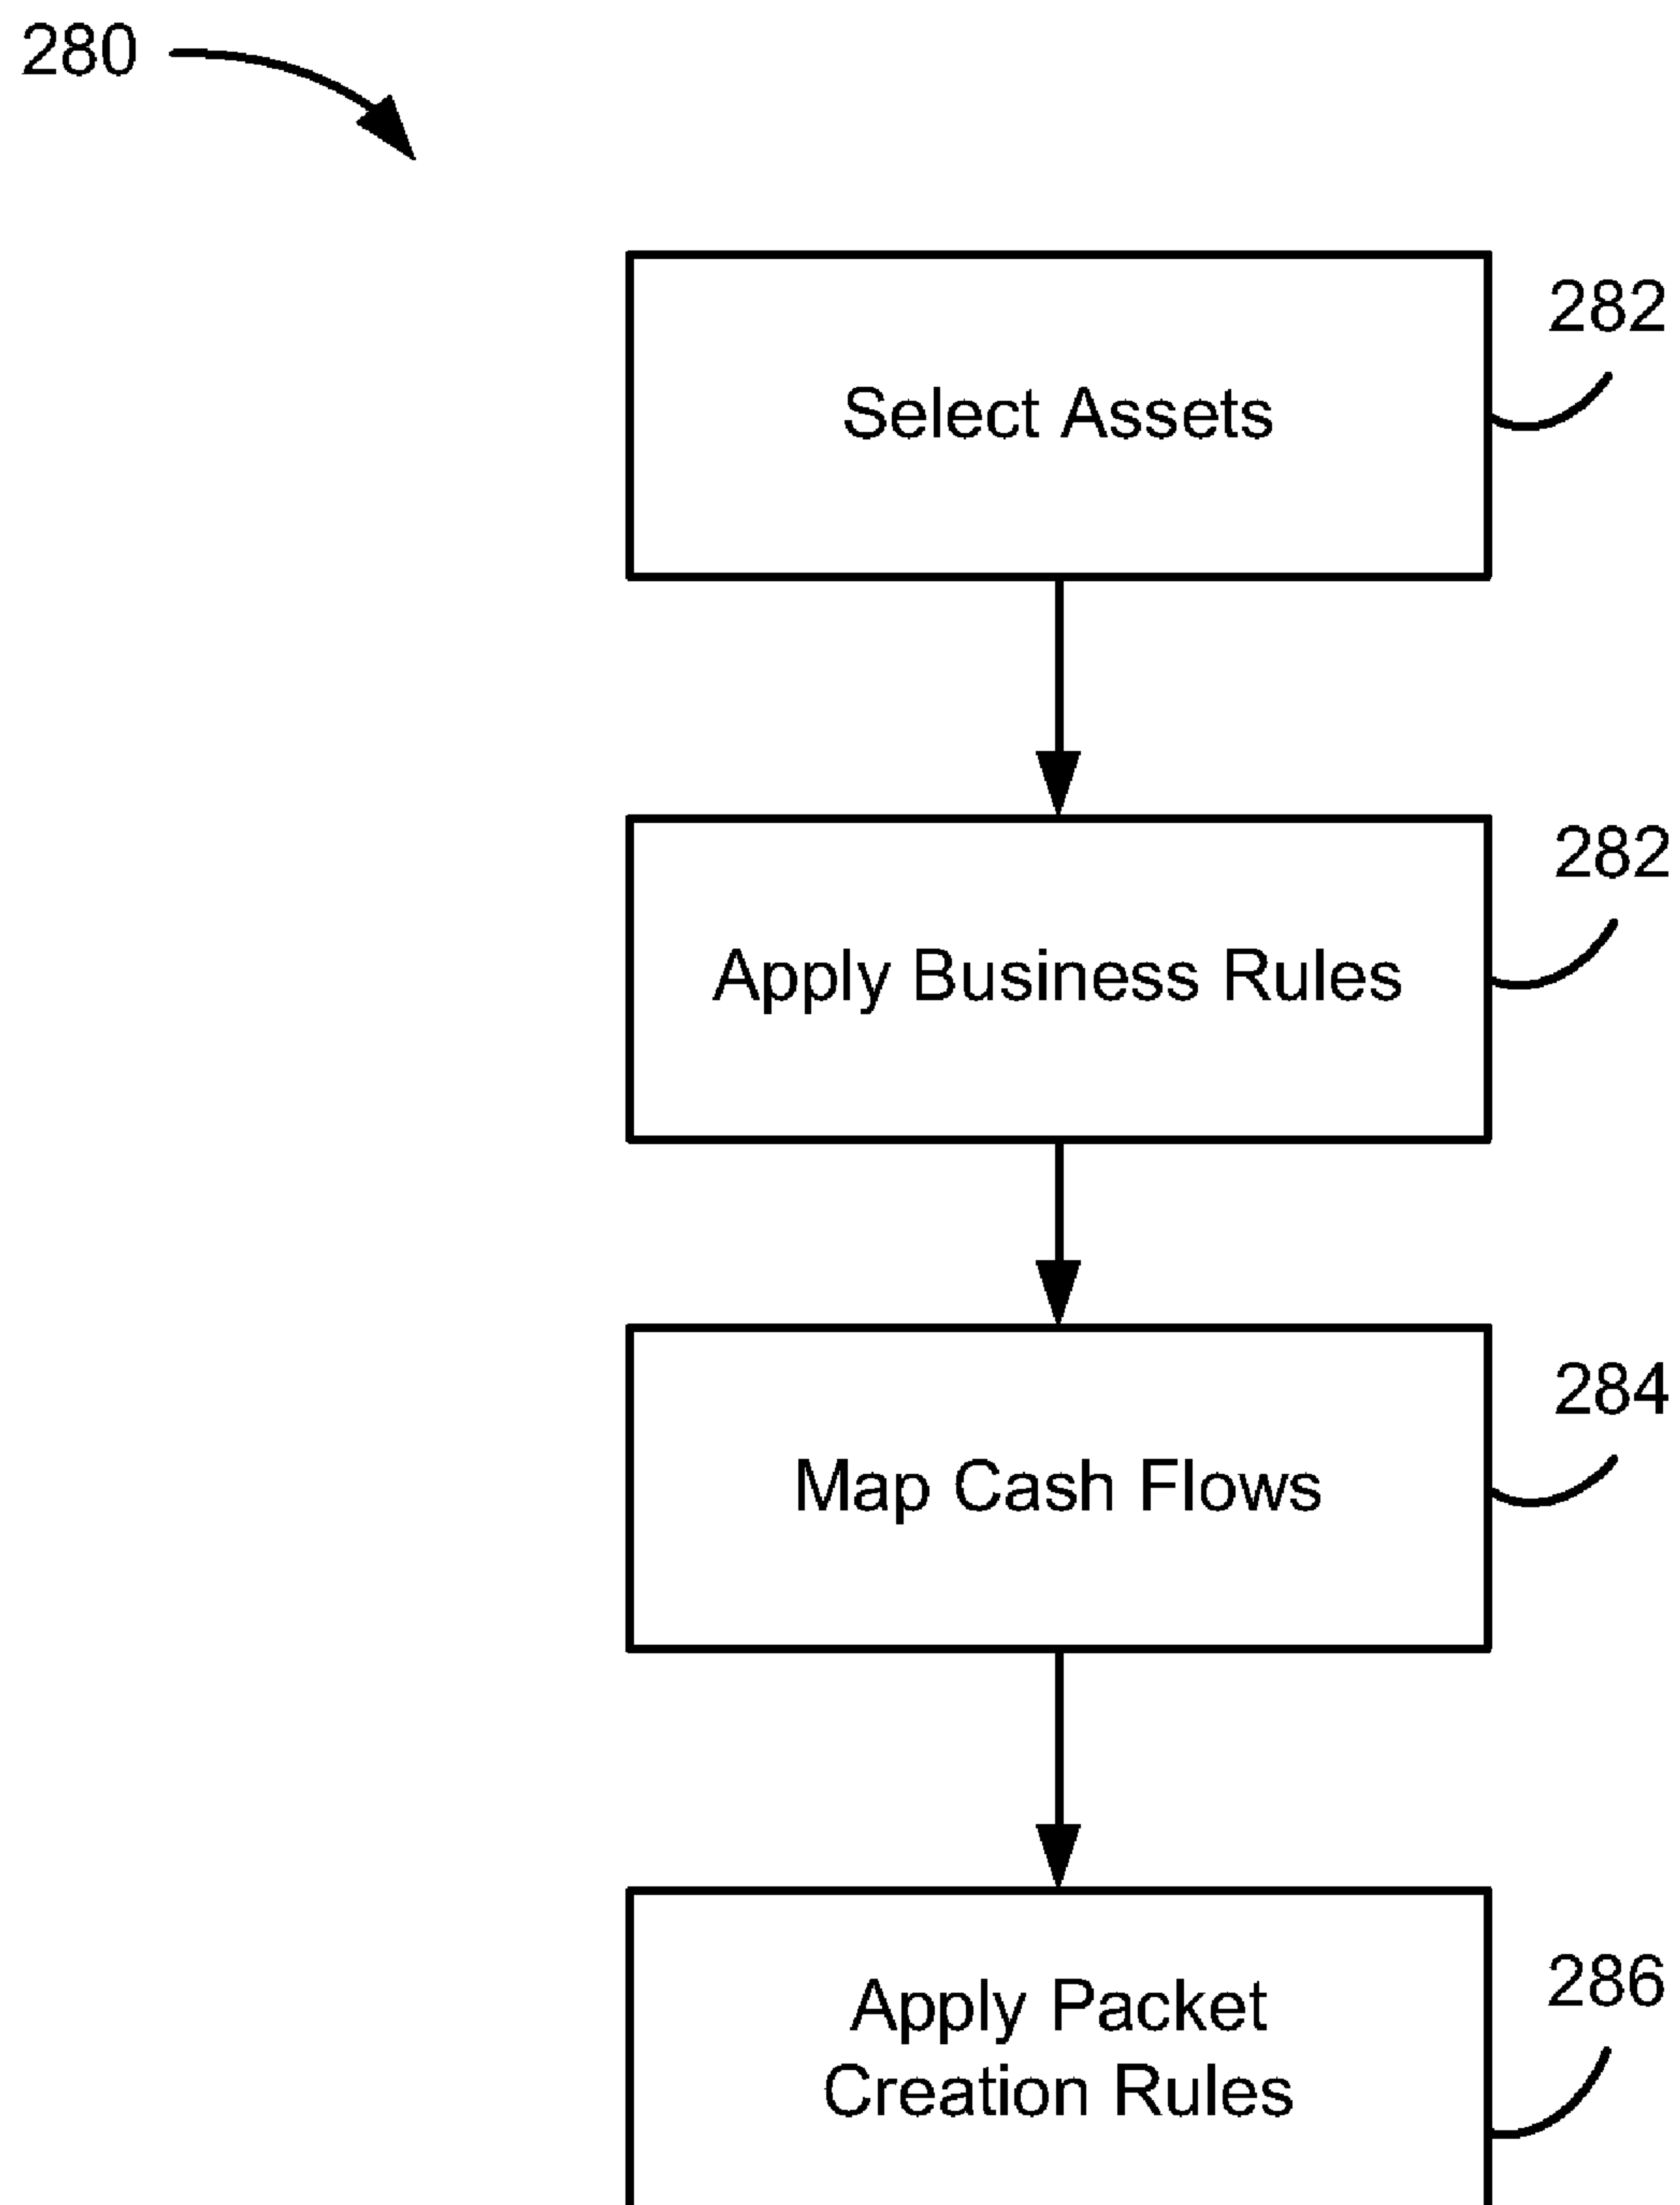 280
282
Select Assets
282
Apply Business Rules
284
Map Cash Flows
286
Apply Packet
Creation Rules